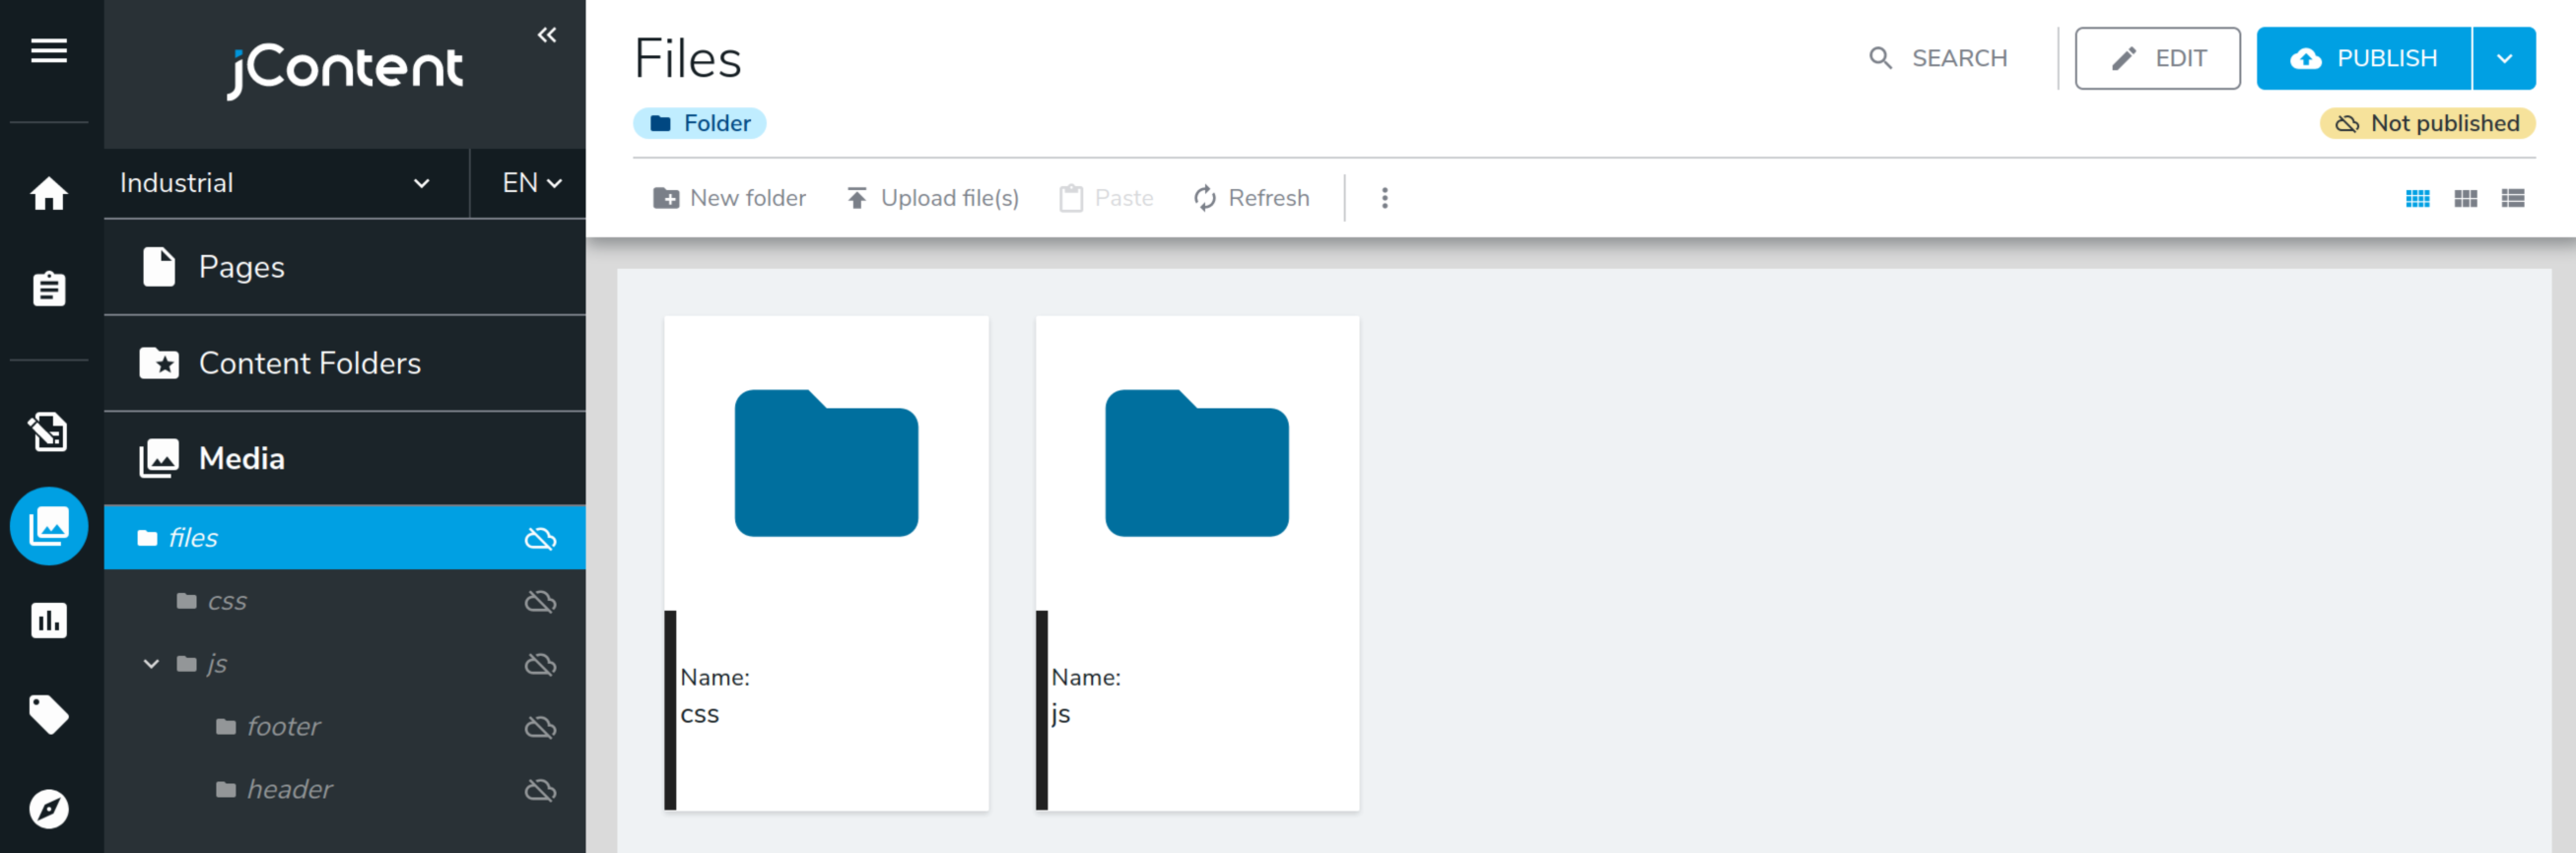 jContent
Industrial
EN
Pages
Content Folders
Media
files
css
js
footer
header
Files
Folder
SEARCH
EDIT
PUBLISH
Not published
New folder
Upload file(s)
Paste
Refresh
Name:
css
Name:
js